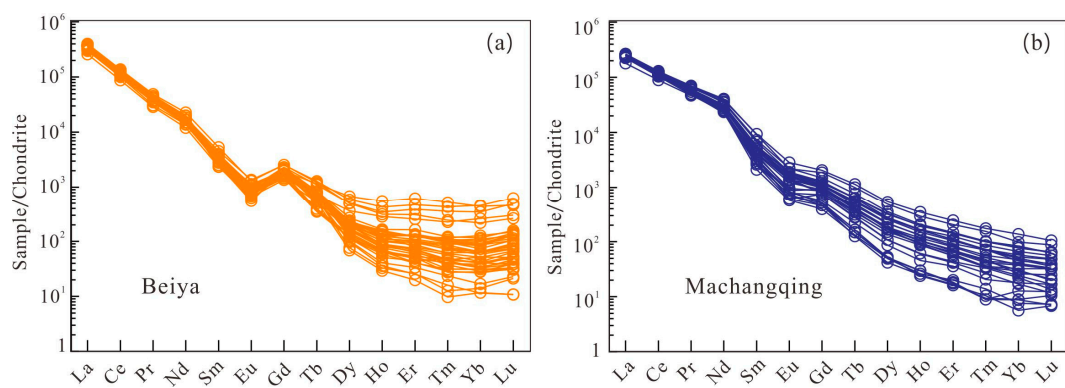 (a)
Sample/Chondrite
10⁶
10⁵
10⁴
10³
10²
10¹
1
Beiya
La Ce Pr Nd Sm Eu Gd Tb Dy Ho Er Tm Yb Lu
(b)
Sample/Chondrite
10⁶
10⁵
10⁴
10³
10²
10¹
1
Machangqing
La Ce Pr Nd Sm Eu Gd Tb Dy Ho Er Tm Yb Lu